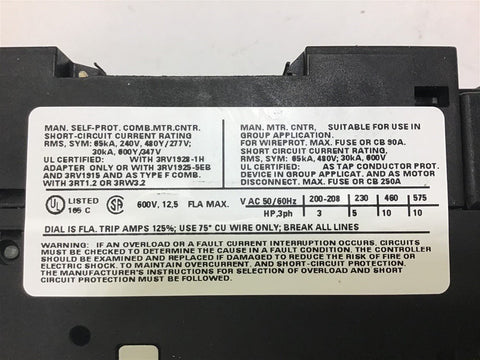 MAN. SELF-PROT. COMB.MTR.CNTR.
SHORT-CIRCUIT CURRENT RATING
RMS, SYM: 65kA, 240V, 480Y/277V;
30kA, 600Y/347V
UL CERTIFIED: WITH 3RV1928-1H
ADAPTER ONLY OR WITH 3RV1925-5EB
AND 3RV1915 AND AS TYPE F COMB.
WITH 3RT1.2 OR 3RW3.2
MAN. MTR. CNTR, SUITABLE FOR USE IN
GROUP APPLICATION.
FOR WIREPROT. MAX. FUSE OR CB 90A.
SHORT CIRCUIT CURRENT RATING
RMS, SYM: 65kA, 480V; 30kA, 600V
UL CERTIFIED: AS TAP CONDUCTOR PROT.
DEVICE IN GROUP APPLICAT. AND AS MOTOR
DISCONNECT. MAX. FUSE OR CB 250A
LISTED
165 C
UL
SP
600V, 12,5 FLA MAX.
V AC 50/60Hz 200-208 230 460 575
HP,3ph 3 5 10 10
DIAL IS FLA. TRIP AMPS 125%; USE 75° CU WIRE ONLY; BREAK ALL LINES
WARNING: IF AN OVERLOAD OR A FAULT CURRENT INTERRUPTION OCCURS, CIRCUITS
MUST BE CHECKED TO DETERMINE THE CAUSE IN A FAULT CONDITION. THE CONTROLLER
SHOULD BE EXAMINED AND REPLACED IF DAMAGED TO REDUCE THE RISK OF FIRE OR
ELECTRIC SHOCK. TO MAINTAIN OVERCURRENT, AND SHORT-CIRCUIT PROTECTION.
THE MANUFACTURER'S INSTRUCTIONS FOR SELECTION OF OVERLOAD AND SHORT
CIRCUIT PROTECTION MUST BE FOLLOWED.